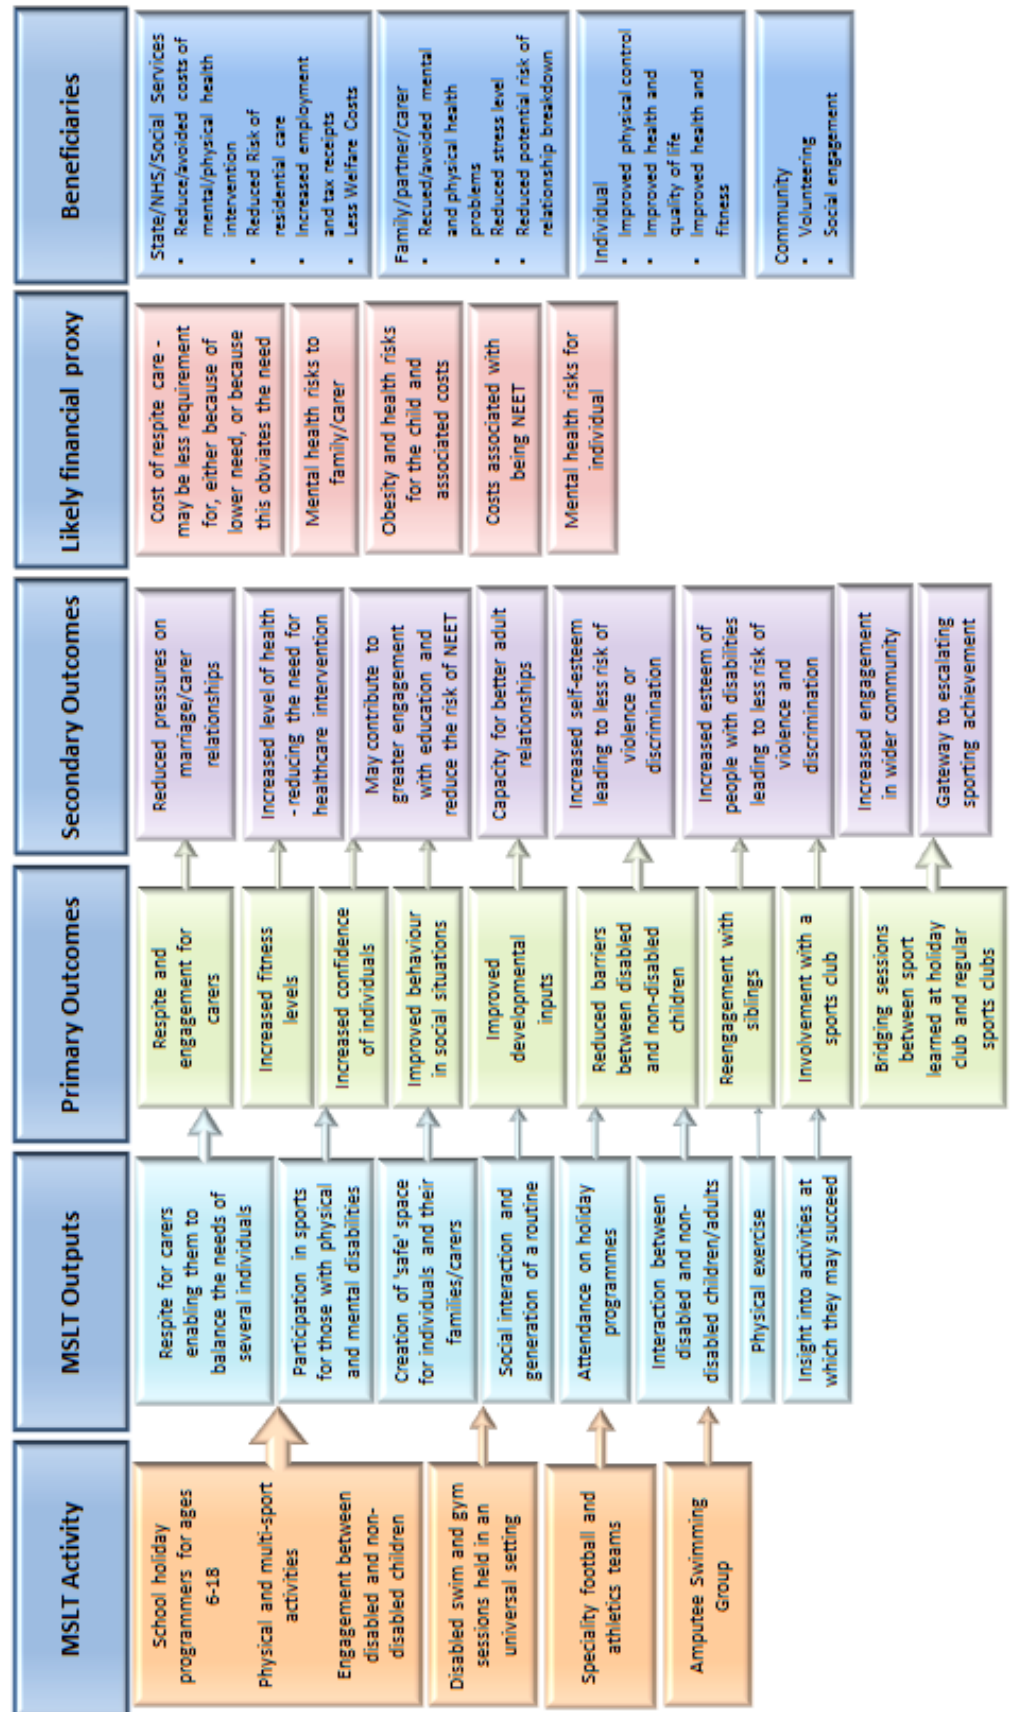 MSLT Activity
School holiday
programmers for ages
6-18
Physical and multi-sport
activities
Engagement between
disabled and non-
disabled children
Disabled swim and gym
sessions held in an
universal setting
Speciality football and
athletics teams
Amputee Swimming
Group
MSLT Outputs
Respite for carers
enabling them to
balance the needs of
several individuals
Participation in sports
for those with physical
and mental disabilities
Creation of 'safe' space
for individuals and their
families/carers
Social interaction and
generation of a routine
Attendance on holiday
programmes
Interaction between
disabled and non-
disabled children/adults
Physical exercise
Insight into activities at
which they may succeed
Primary Outcomes
Respite and
engagement for
carers
Increased fitness
levels
Increased confidence
of individuals
Improved behaviour
in social situations
Improved
developmental
inputs
Reduced barriers
between disabled
and non-disabled
children
Reengagement with
siblings
Involvement with a
sports club
Bridging sessions
between sport
learned at holiday
club and regular
sports clubs
Secondary Outcomes
Reduced pressures on
marriage/carer
relationships
Increased level of health
- reducing the need for
healthcare intervention
May contribute to
greater engagement
with education and
reduce the risk of NEET
Capacity for better adult
relationships
Increased self-esteem
leading to less risk of
violence or
discrimination
Increased esteem of
people with disabilities
leading to less risk of
violence and
discrimination
Increased engagement
in wider community
Gateway to escalating
sporting achievement
Likely financial proxy
Cost of respite care -
may be less requirement
for, either because of
lower need, or because
this obviates the need
Mental health risks to
family/carer
Obesity and health risks
for the child and
associated costs
Costs associated with
being NEET
Mental health risks for
individual
Beneficiaries
State/NHS/Social Services
• Reduce/avoided costs of
mental/physical health
intervention
• Reduced Risk of
residential care
• Increased employment
and tax receipts
• Less Welfare Costs
Family/partner/carer
• Recued/avoided mental
and physical health
problems
• Reduced stress level
• Reduced potential risk of
relationship breakdown
Individual
• Improved physical control
• Improved health and
quality of life
• Improved health and
fitness
Community
• Volunteering
• Social engagement